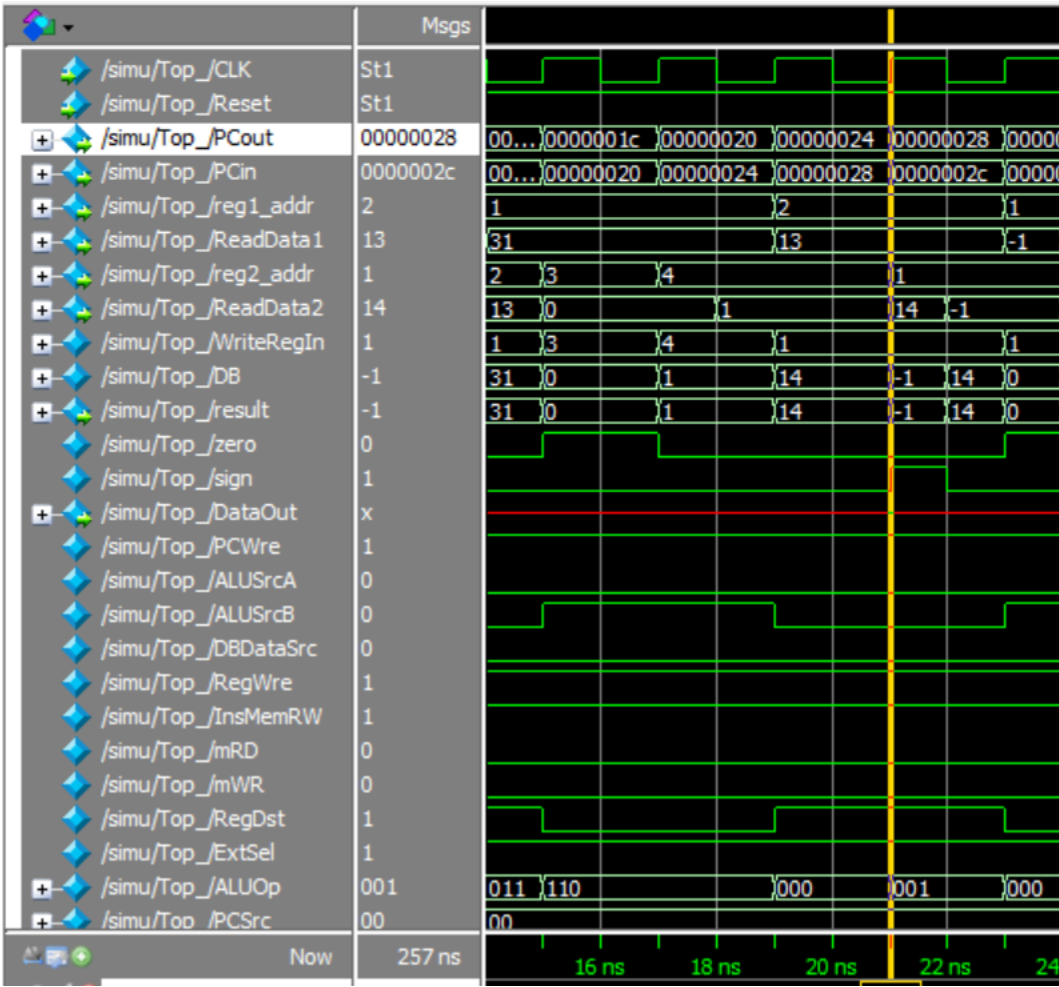 Msgs
/simu/Top_/CLK St1
/simu/Top_/Reset St1
/simu/Top_/PCout 00000028 00... 0000001c 00000020 00000024 00000028 0000
/simu/Top_/PCin 0000002c 00... 00000020 00000024 00000028 0000002c 0000
/simu/Top_/reg1_addr 2 1 2 1
/simu/Top_/ReadData1 13 31 13 -1
/simu/Top_/reg2_addr 1 2 3 4 1
/simu/Top_/ReadData2 14 13 0 1 14 -1
/simu/Top_/WriteRegIn 1 1 3 4 1 1
/simu/Top_/DB -1 31 0 1 14 -1 14 0
/simu/Top_/result -1 31 0 1 14 -1 14 0
/simu/Top_/zero 0
/simu/Top_/sign 1
/simu/Top_/DataOut x
/simu/Top_/PCWre 1
/simu/Top_/ALUSrcA 0
/simu/Top_/ALUSrcB 0
/simu/Top_/DBDataSrc 0
/simu/Top_/RegWre 1
/simu/Top_/InsMemRW 1
/simu/Top_/mRD 0
/simu/Top_/mWR 0
/simu/Top_/RegDst 1
/simu/Top_/ExtSel 1
/simu/Top_/ALUOp 001 011 110 000 001 000
/simu/Top_/PCSrc 00 00
Now 257 ns 16 ns 18 ns 20 ns 22 ns 24